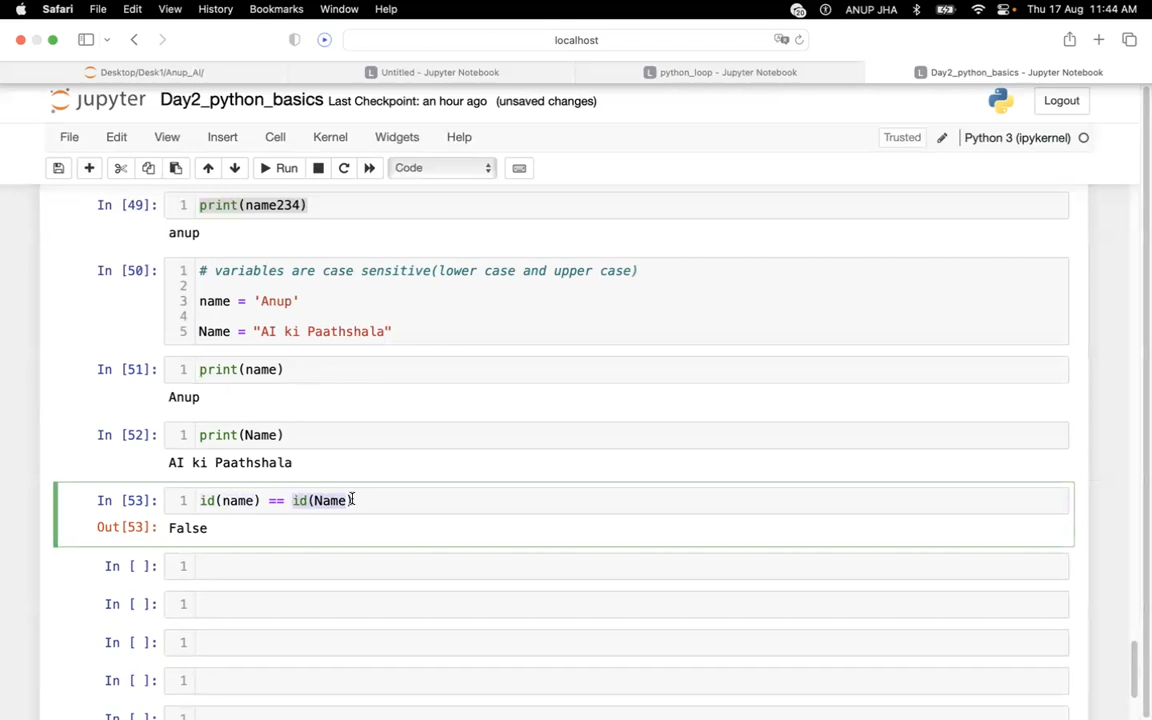 Safari File Edit View History Bookmarks Window Help 20 ANUP JHA Thu 17 Aug 11:44 AM
localhost
Desktop/Desk1/Anup_AI/ L Untitled - Jupyter Notebook L python_loop - Jupyter Notebook L Day2_python_basics - Jupyter Notebook
jupyter Day2_python_basics Last Checkpoint: an hour ago (unsaved changes) Logout
File Edit View Insert Cell Kernel Widgets Help Trusted Python 3 (ipykernel)
Run Code
In [49]: 1 print(name234)
anup
In [50]: 1 # variables are case sensitive(lower case and upper case)
2
3 name = 'Anup'
4
5 Name = "AI ki Paathshala"
In [51]: 1 print(name)
Anup
In [52]: 1 print(Name)
AI ki Paathshala
In [53]: 1 id(name) == id(Name)
Out[53]: False
In [ ]: 1
In [ ]: 1
In [ ]: 1
In [ ]: 1
In [ ]: 1